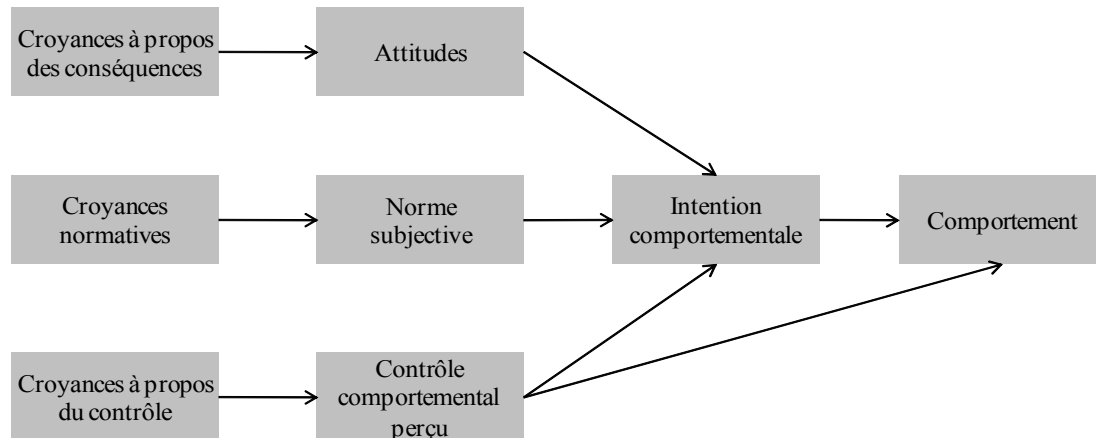 Croyances à propos
des conséquences
Attitudes
Croyances
normatives
Norme
subjective
Intention
comportementale
Comportement
Croyances à propos
du contrôle
Contrôle
comportemental
perçu